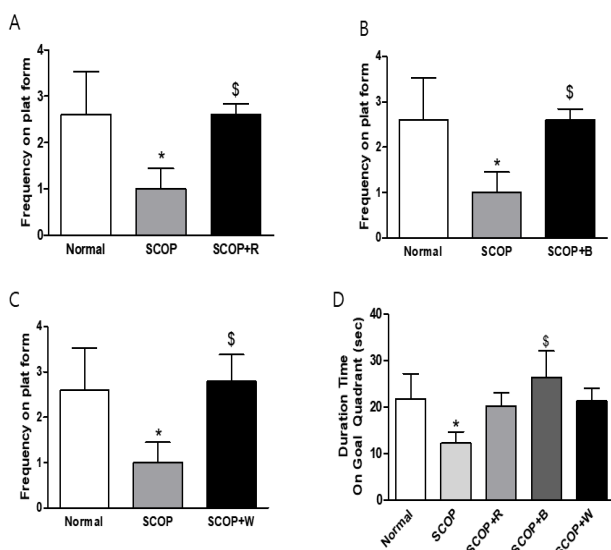 A
Frequency on plat form
4
3
2
1
0
*
$
Normal SCOP SCOP+R
B
Frequency on plat form
4
3
2
1
0
*
$
Normal SCOP SCOP+B
C
Frequency on plat form
4
3
2
1
0
*
$
Normal SCOP SCOP+W
D
Duration Time
On Goal Quadrant (sec)
40
30
20
10
0
*
$
Normal SCOP SCOP+R SCOP+B SCOP+W